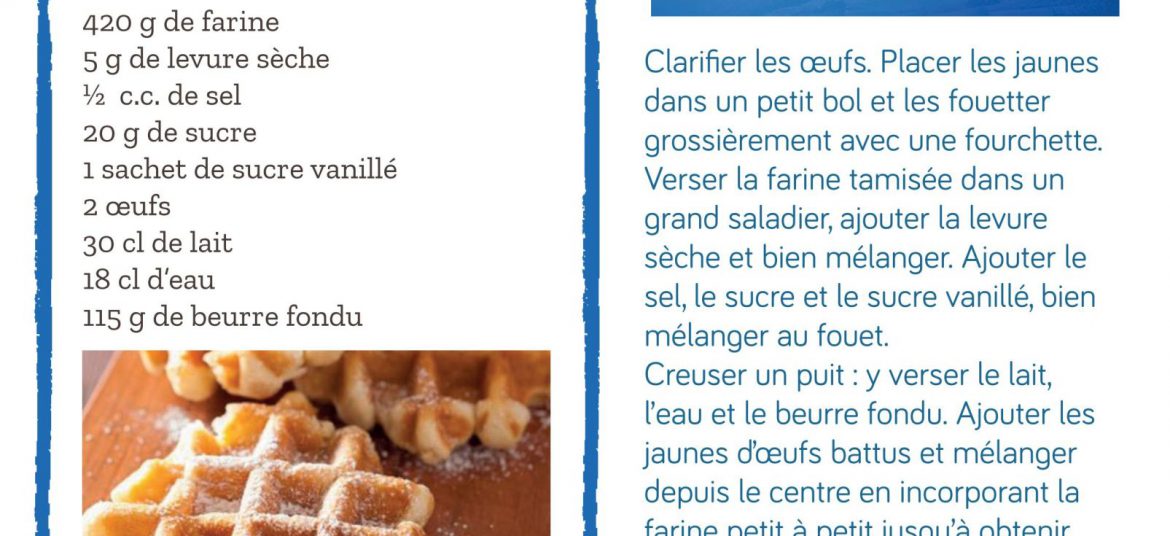 420 g de farine
5 g de levure sèche
½ c.c. de sel
20 g de sucre
1 sachet de sucre vanillé
2 œufs
30 cl de lait
18 cl d’eau
115 g de beurre fondu
Clarifier les œufs. Placer les jaunes
dans un petit bol et les fouetter
grossièrement avec une fourchette.
Verser la farine tamisée dans un
grand saladier, ajouter la levure
sèche et bien mélanger. Ajouter le
sel, le sucre et le sucre vanillé, bien
mélanger au fouet.
Creuser un puit : y verser le lait,
l’eau et le beurre fondu. Ajouter les
jaunes d’œufs battus et mélanger
depuis le centre en incorporant la
farine petit à petit jusqu’à obtenir